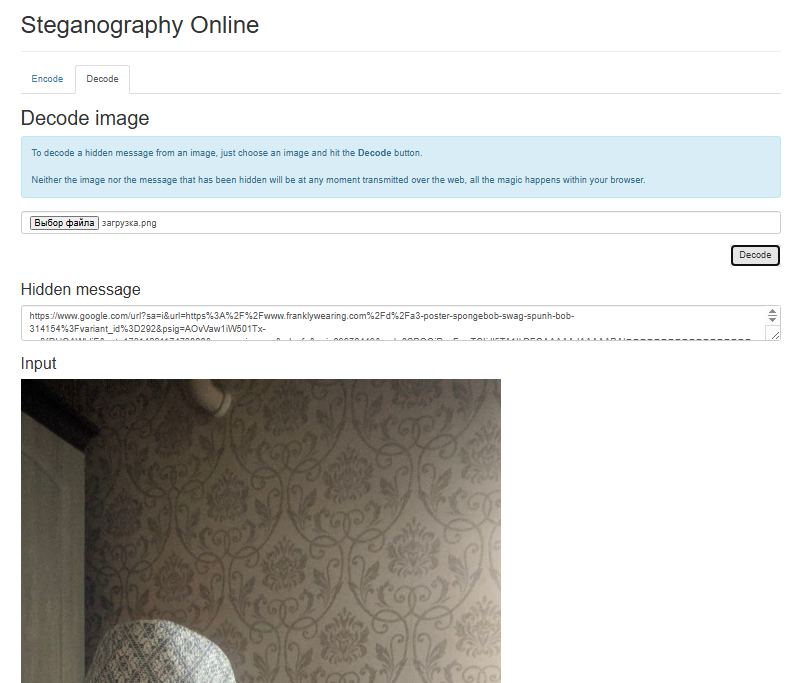 Steganography Online
Encode
Decode
Decode image
To decode a hidden message from an image, just choose an image and hit the Decode button.
Neither the image nor the message that has been hidden will be at any moment transmitted over the web, all the magic happens within your browser.
Выбор файла загрузка.png
Decode
Hidden message
https://www.google.com/url?sa=i&url=https%3A%2F%2Fwww.franklywearing.com%2Fd%2Fa3-poster-spongebob-swag-spunh-bob-
314154%3Fvariant_id%3D292&psig=AOvVaw1iW501Tx-
Input